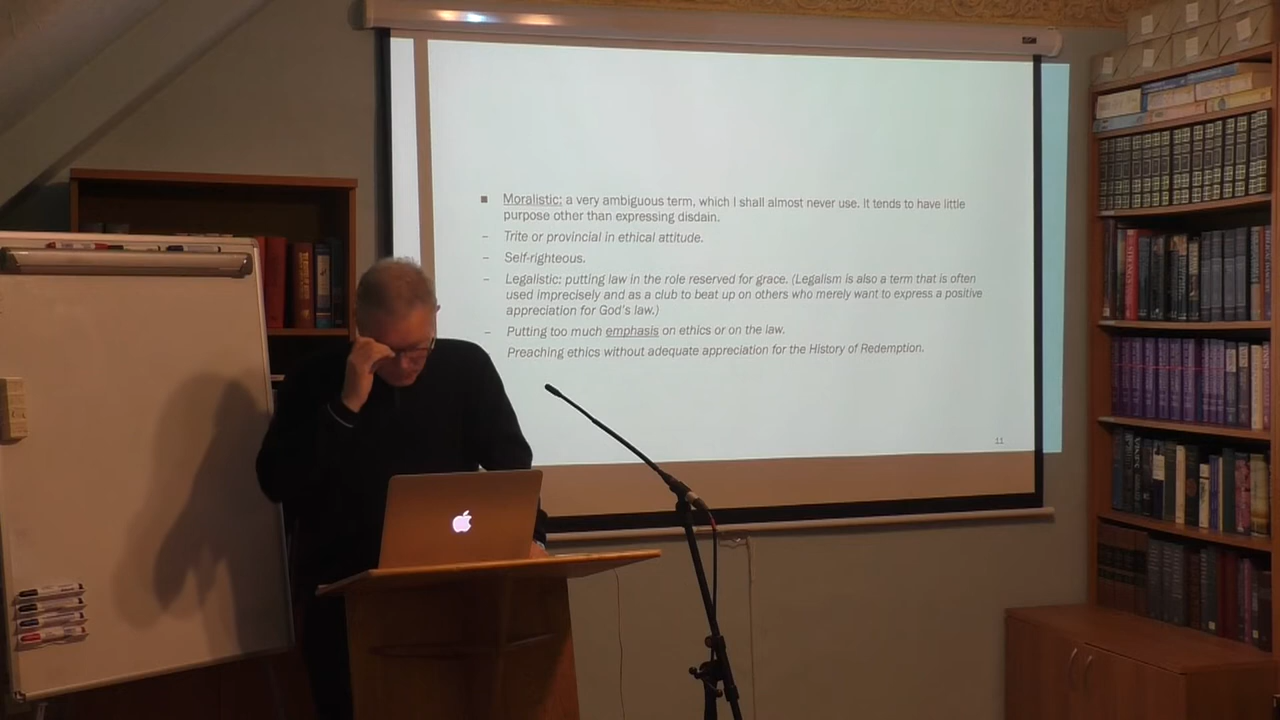 ■ Moralistic: a very ambiguous term, which I shall almost never use. It tends to have little
purpose other than expressing disdain.
– Trite or provincial in ethical attitude.
– Self-righteous.
– Legalistic: putting law in the role reserved for grace. (Legalism is also a term that is often
used imprecisely and as a club to beat up on others who merely want to express a positive
appreciation for God's law.)
– Putting too much emphasis on ethics or on the law.
Preaching ethics without adequate appreciation for the History of Redemption.
11